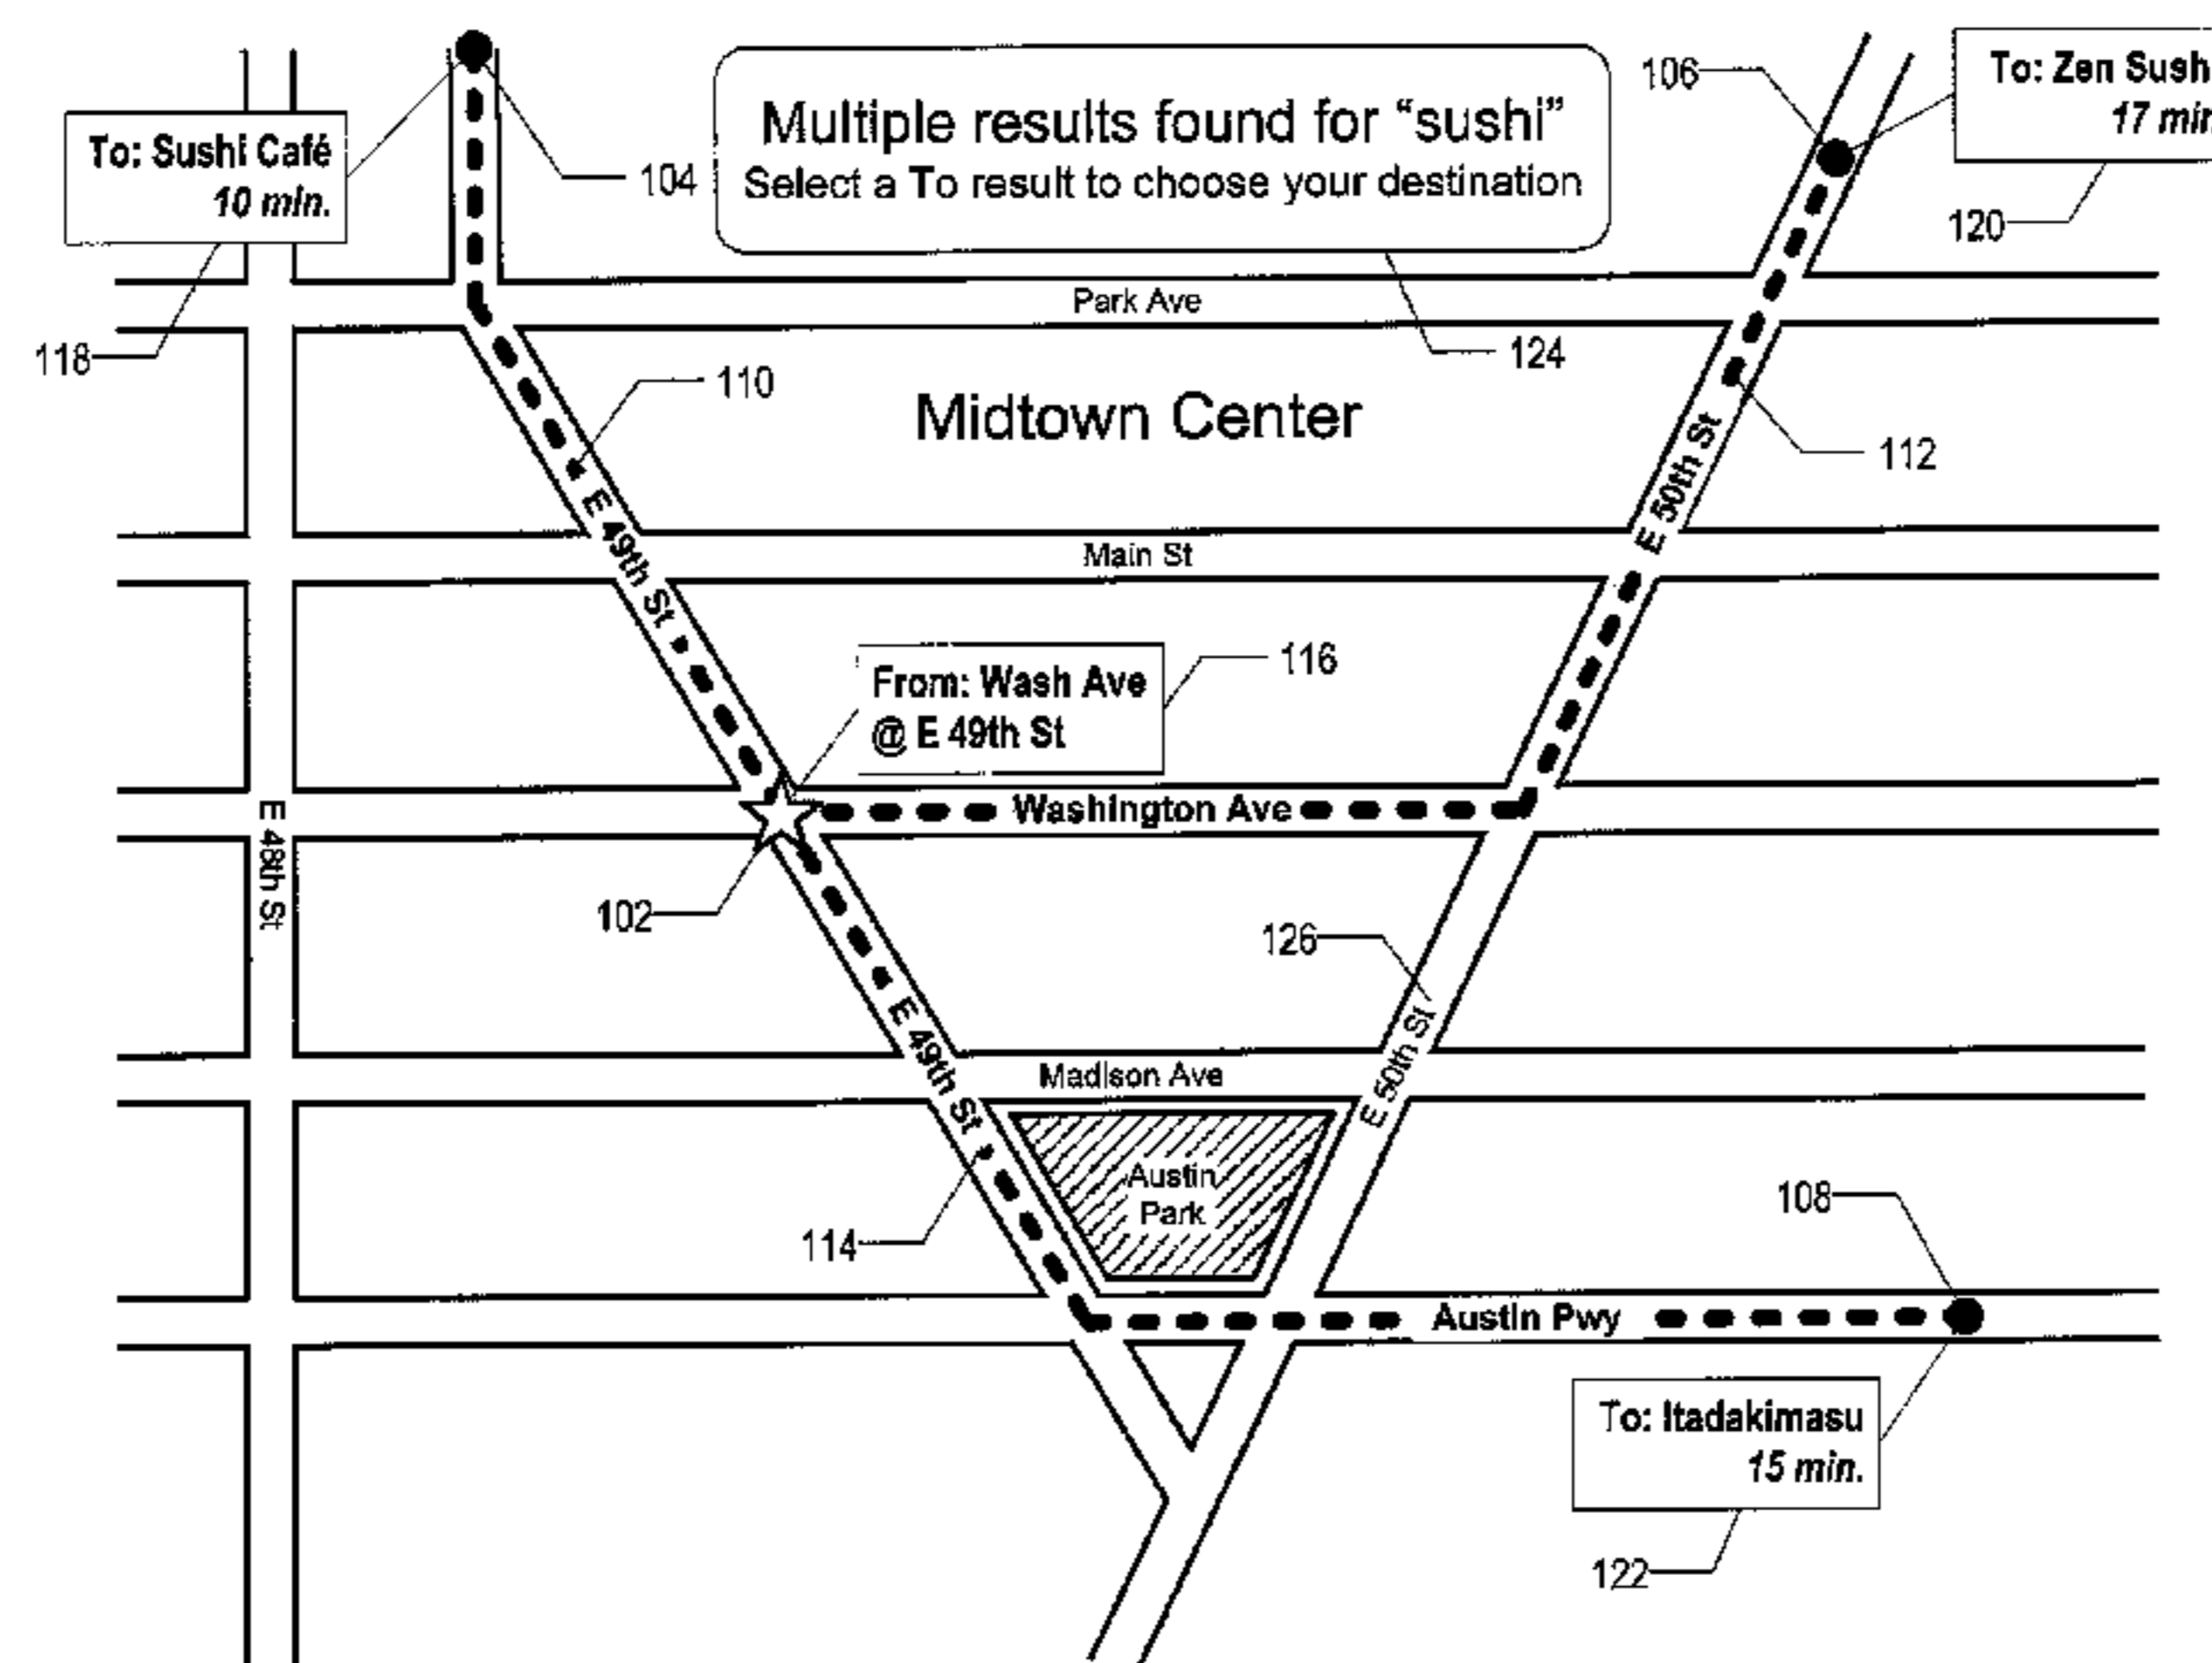 106
To: Zen Sush
17 min
Multiple results found for “sushi”
To: Sushi Café
10 min.
104
Select a To result to choose your destination
120
Park Ave
118
124
110
Midtown Center
E 50th St
112
E 49th St
Main St
From: Wash Ave
@ E 49th St
116
Washington Ave
E 48th St
102
126
E 49th St
E 50th St
Madison Ave
Austin
Park
114
108
Austin Pwy
To: Itadakimasu
15 min.
122